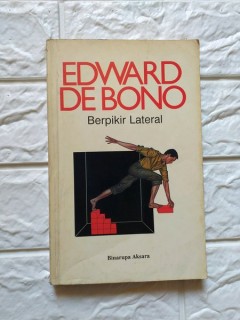 EDWARD
DE BONO
Berpikir Lateral
Binarupa Aksara